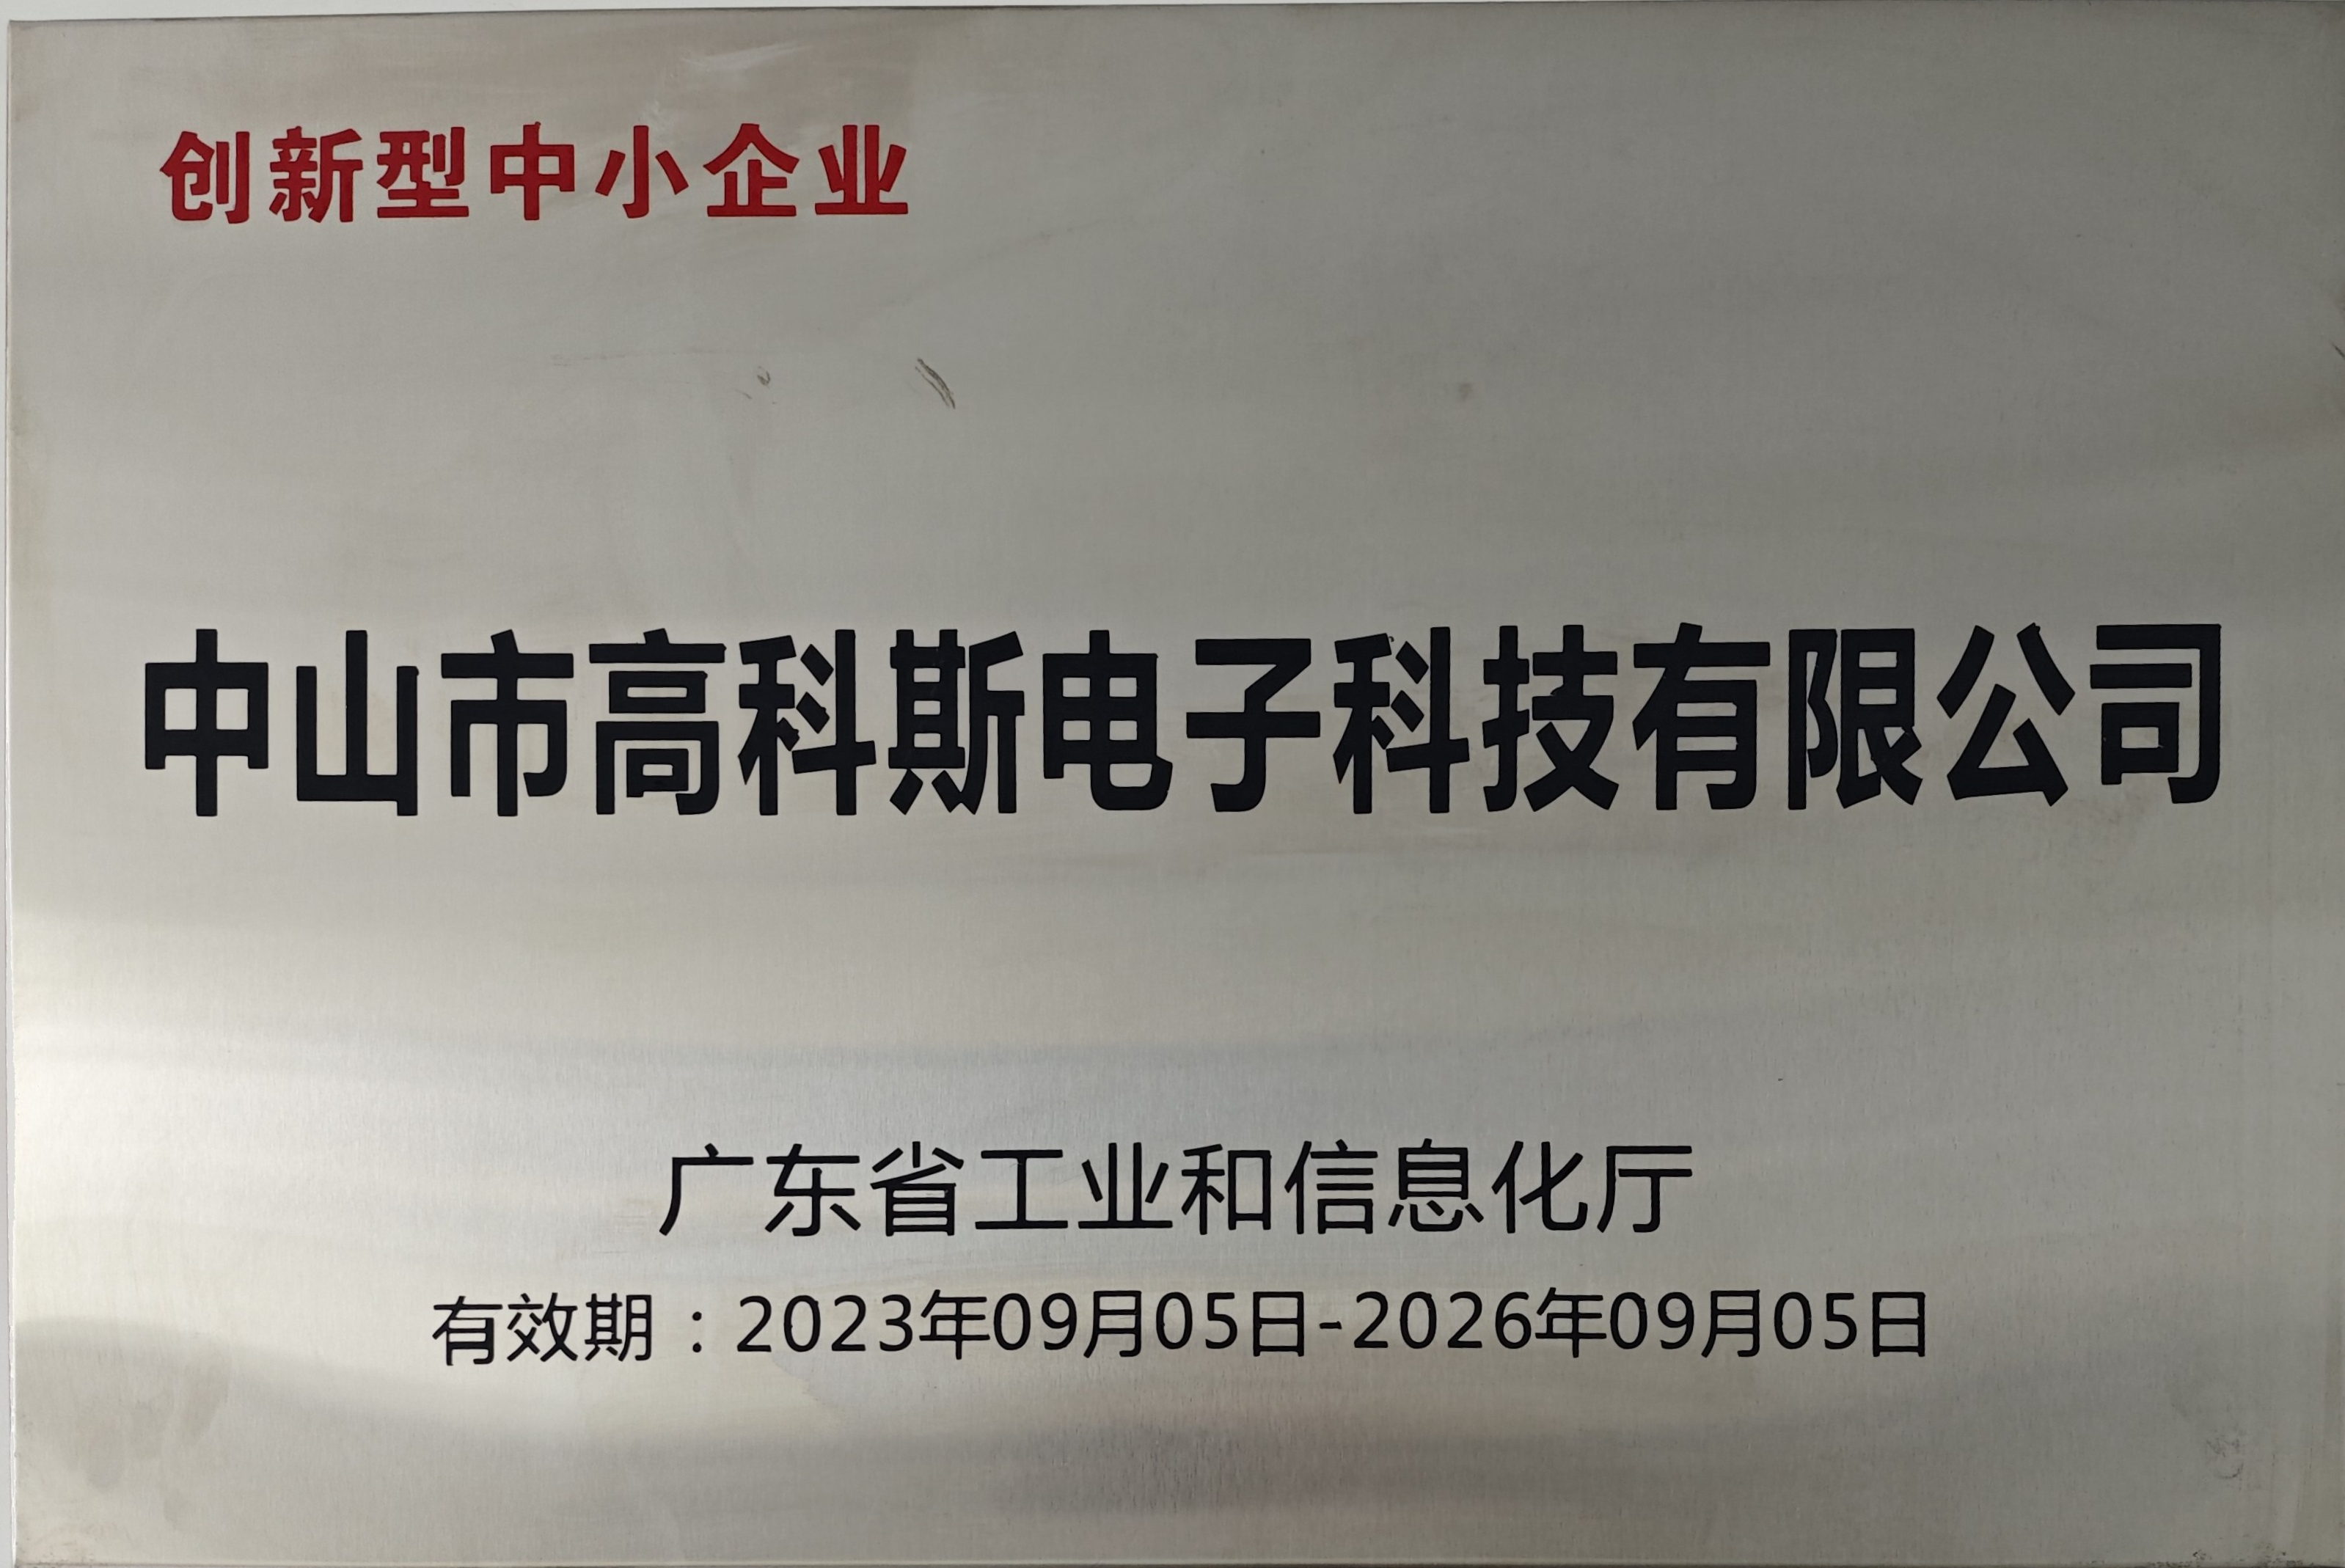 创新型中小企业
中山市高科斯电子科技有限公司
广东省工业和信息化厅
有效期：2023年09月05日-2026年09月05日